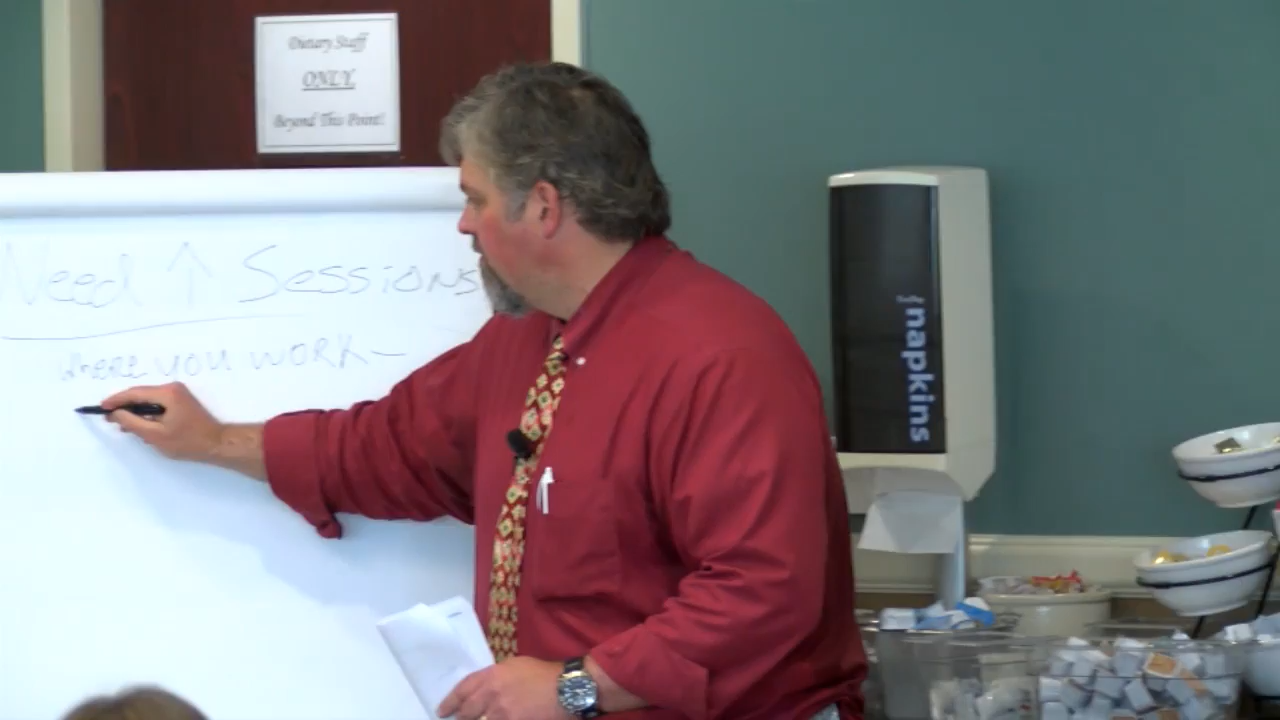 Dietary Staff
ONLY.
Beyond This Point!
Need ↑ Sessions
where you work-
napkins